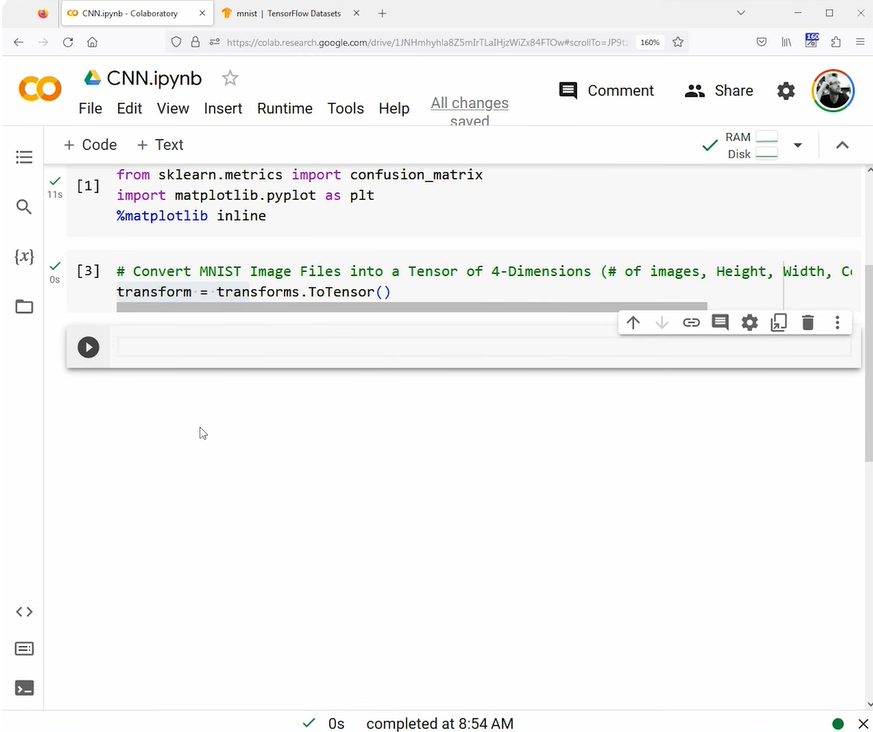 CNN.ipynb - Colaboratory
mnist | TensorFlow Datasets
https://colab.research.google.com/drive/1JNHmhyhla8Z5mIrTLaIHjzWiZx84FTOw#scrollTo=JP9t
160%
160
CNN.ipynb
File Edit View Insert Runtime Tools Help
All changes saved
Comment
Share
+ Code + Text
RAM
Disk
11s
[1]
from sklearn.metrics import confusion_matrix
import matplotlib.pyplot as plt
%matplotlib inline
0s
[3]
# Convert MNIST Image Files into a Tensor of 4-Dimensions (# of images, Height, Width, Co
transform = transforms.ToTensor()
{x}
0s completed at 8:54 AM